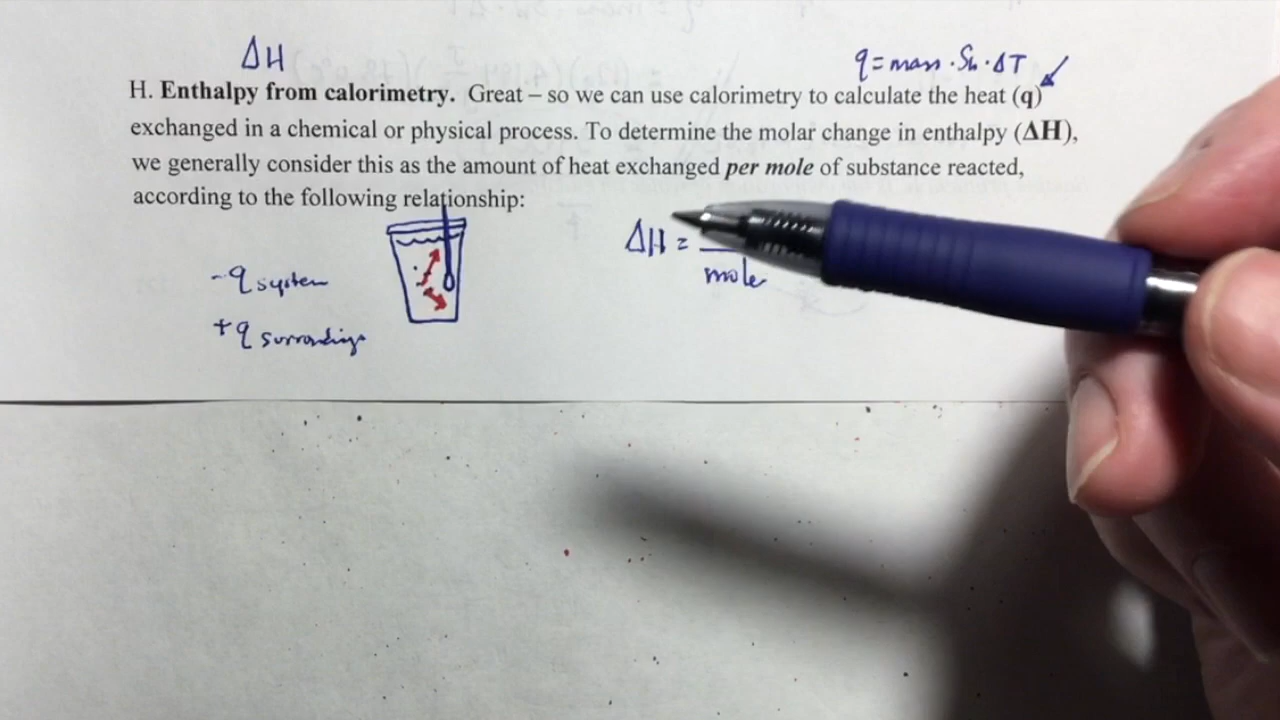 ΔH
q = mass · Sh · ΔT
H. Enthalpy from calorimetry. Great – so we can use calorimetry to calculate the heat (q)
exchanged in a chemical or physical process. To determine the molar change in enthalpy (ΔH),
we generally consider this as the amount of heat exchanged per mole of substance reacted,
according to the following relationship:
ΔH =
mole
-q system
+q surroundings